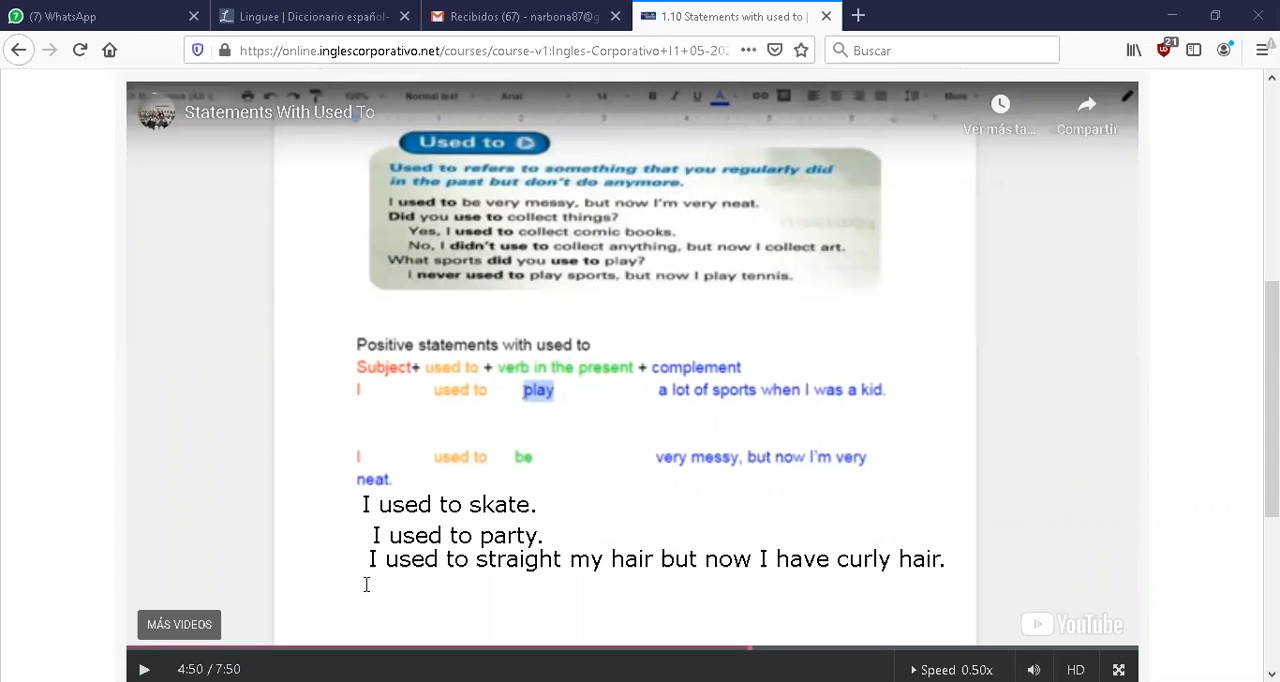 (7) WhatsApp
Linguee | Diccionario español-
Recibidos (67) - narbona87@g
1.10 Statements with used to |
https://online.inglescorporativo.net/courses/course-v1:Ingles-Corporativo+I1+05-202
Buscar
21
Normal text Arial 14 More
Statements With Used To
Ver más ta... Compartir
Used to
Used to refers to something that you regularly did
in the past but don't do anymore.
I used to be very messy, but now I'm very neat.
Did you use to collect things?
Yes, I used to collect comic books.
No, I didn't use to collect anything, but now I collect art.
What sports did you use to play?
I never used to play sports, but now I play tennis.
Positive statements with used to
Subject+ used to + verb in the present + complement
I used to play a lot of sports when I was a kid.
I used to be very messy, but now I'm very
neat.
I used to skate.
I used to party.
I used to straight my hair but now I have curly hair.
MÁS VIDEOS
YouTube
4:50 / 7:50
Speed 0.50x
HD